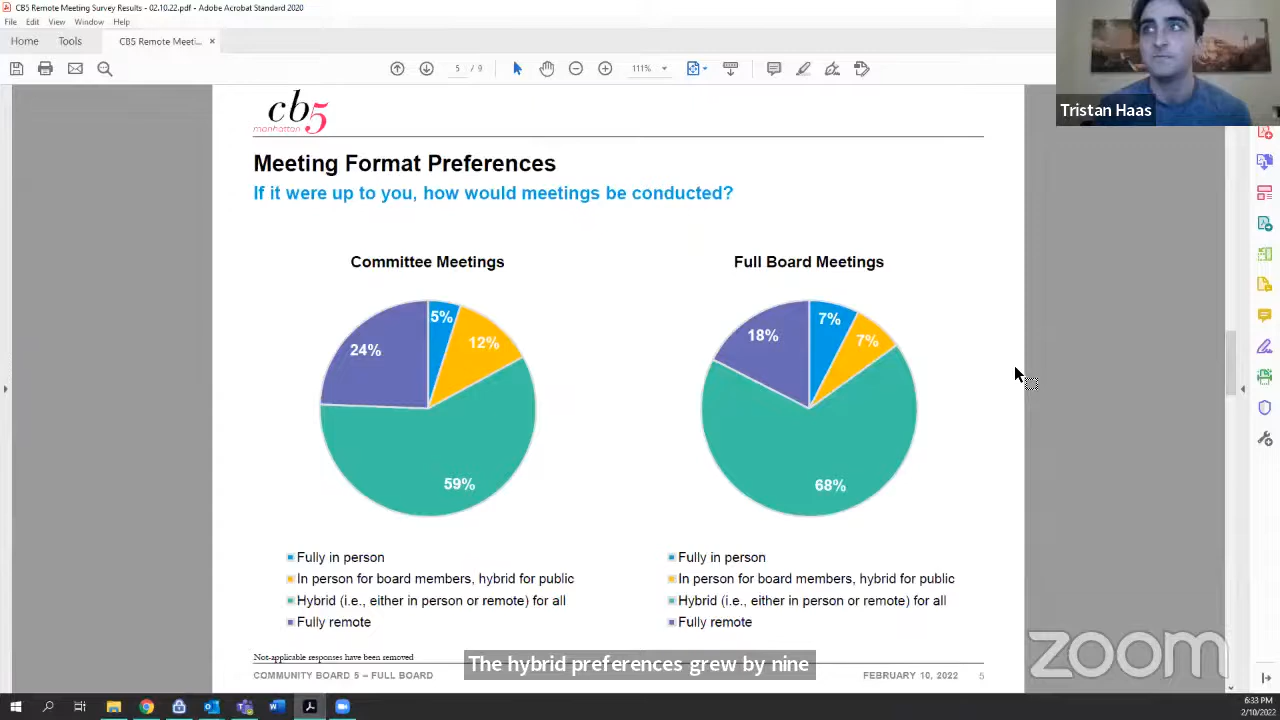 CB5 Remote Meeting Survey Results - 02.10.22.pdf - Adobe Acrobat Standard 2020
File Edit View Window Help
Home Tools CB5 Remote Meeti... ×
5 / 9 111%
Tristan Haas
cb5
manhattan
Meeting Format Preferences
If it were up to you, how would meetings be conducted?
Committee Meetings
5%
12%
24%
59%
Fully in person
In person for board members, hybrid for public
Hybrid (i.e., either in person or remote) for all
Fully remote
Full Board Meetings
7%
7%
18%
68%
Fully in person
In person for board members, hybrid for public
Hybrid (i.e., either in person or remote) for all
Fully remote
Not-applicable responses have been removed
The hybrid preferences grew by nine
COMMUNITY BOARD 5 – FULL BOARD FEBRUARY 10, 2022 5
zoom
6:33 PM
2/10/2022